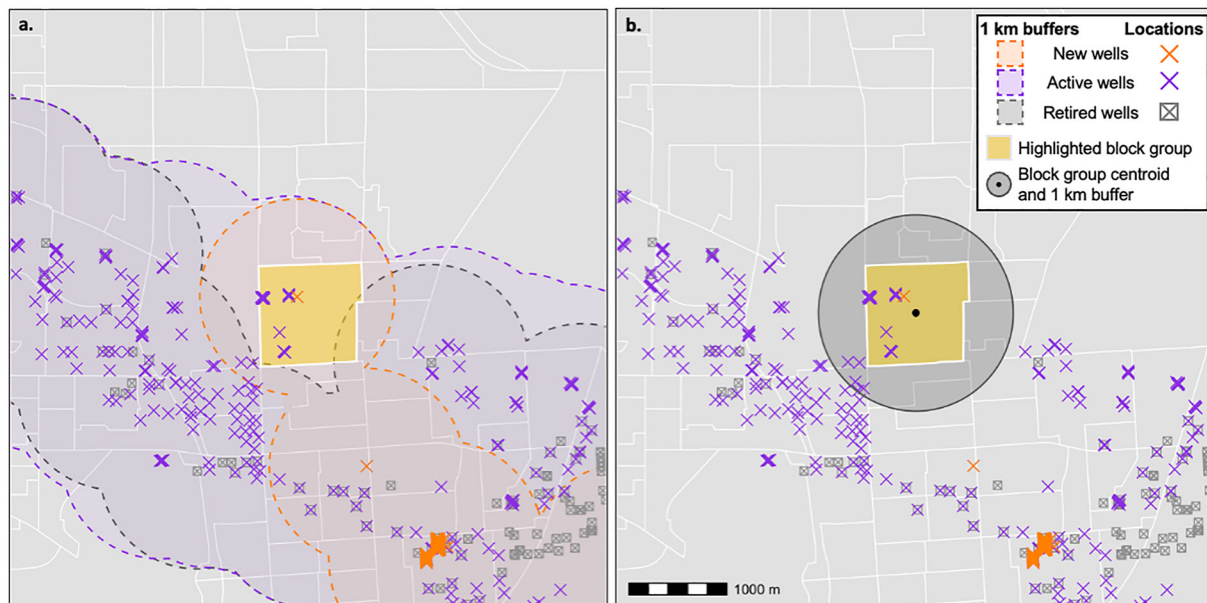 a.
b.
1 km buffers Locations
New wells
Active wells
Retired wells
Highlighted block group
Block group centroid
and 1 km buffer
1000 m